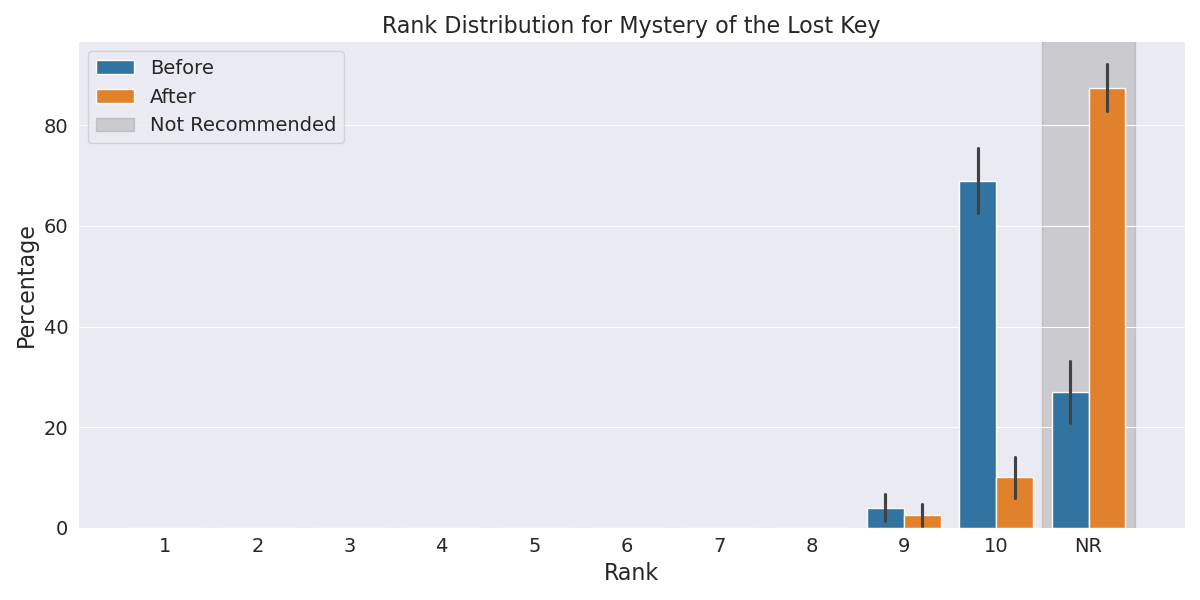 Rank Distribution for Mystery of the Lost Key
Before
After
Not Recommended
Percentage
80
60
40
20
0
1 2 3 4 5 6 7 8 9 10 NR
Rank